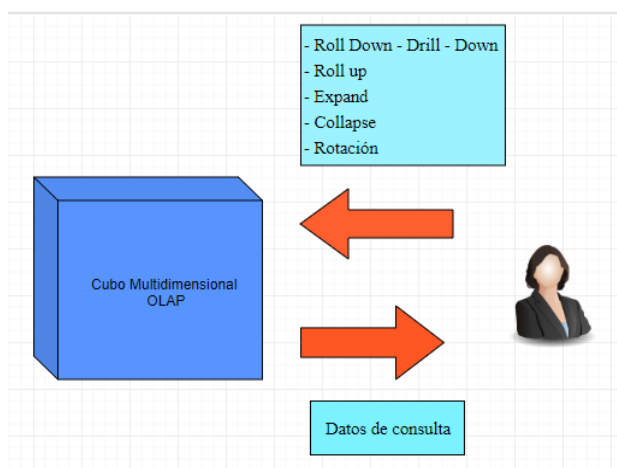 - Roll Down - Drill - Down
- Roll up
- Expand
- Collapse
- Rotación
Cubo Multidimensional
OLAP
Datos de consulta